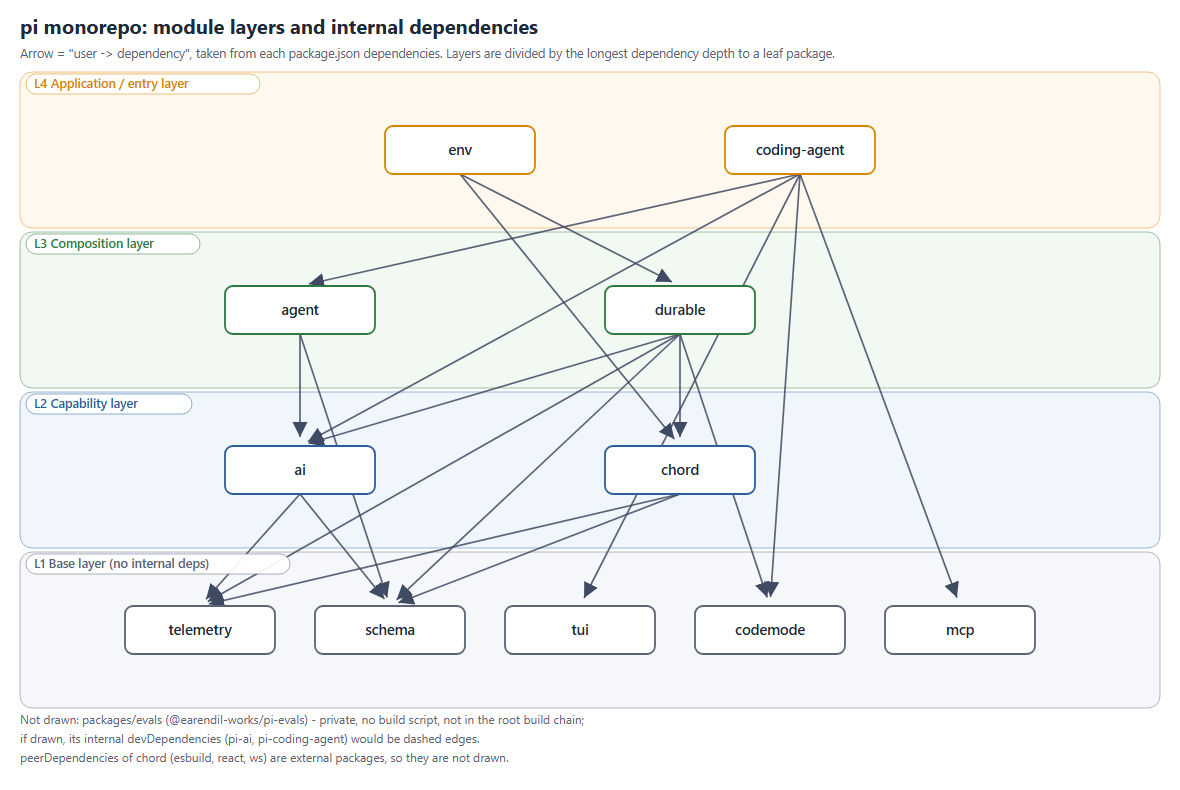 pi monorepo: module layers and internal dependencies
Arrow = "user -> dependency", taken from each package.json dependencies. Layers are divided by the longest dependency depth to a leaf package.
L4 Application / entry layer
env
coding-agent
L3 Composition layer
agent
durable
L2 Capability layer
ai
chord
L1 Base layer (no internal deps)
telemetry
schema
tui
codemode
mcp
Not drawn: packages/evals (@earendil-works/pi-evals) - private, no build script, not in the root build chain;
if drawn, its internal devDependencies (pi-ai, pi-coding-agent) would be dashed edges.
peerDependencies of chord (esbuild, react, ws) are external packages, so they are not drawn.